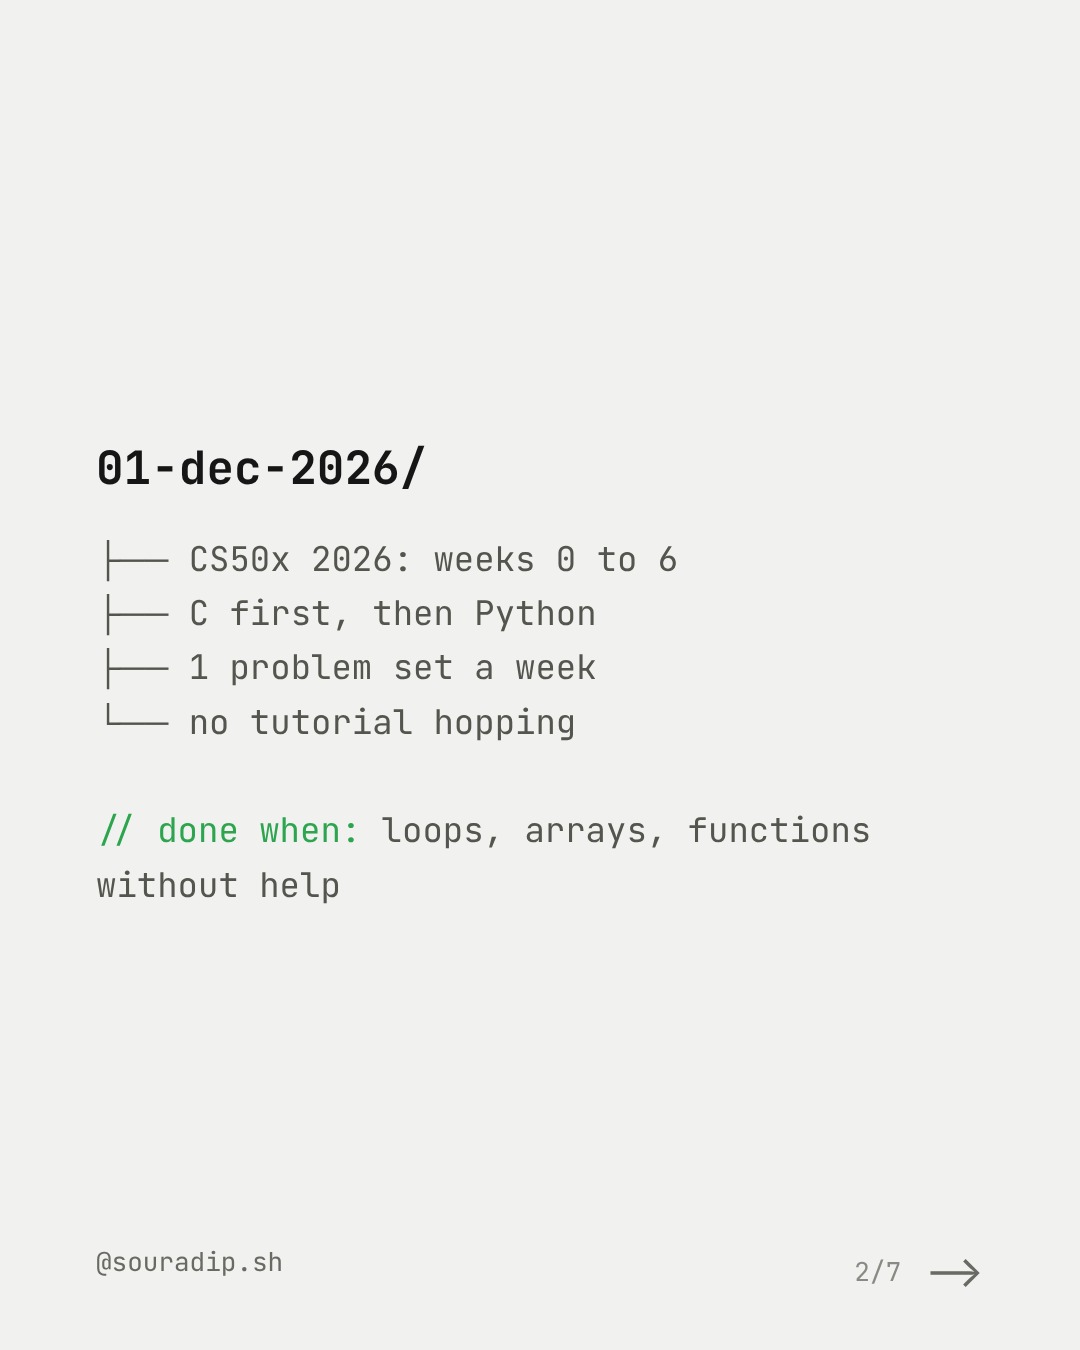 01-dec-2026/
├── CS50x 2026: weeks 0 to 6
├── C first, then Python
├── 1 problem set a week
└── no tutorial hopping
// done when: loops, arrays, functions
without help
@souradip.sh
2/7 →